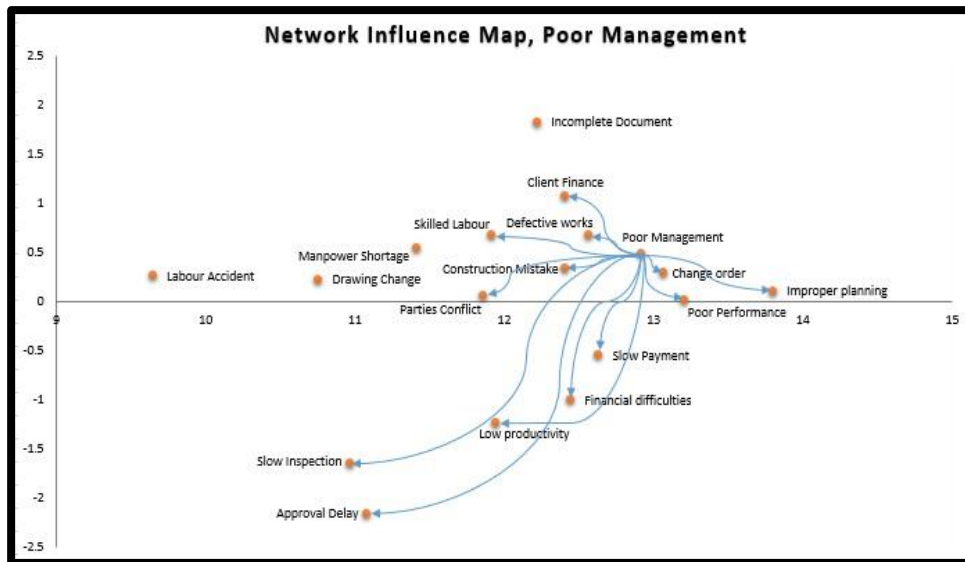 Network Influence Map, Poor Management
2.5
2
Incomplete Document
1.5
Client Finance
1
Skilled Labour
Defective works
Poor Management
0.5
Manpower Shortage
Construction Mistake
Change order
Labour Accident
Drawing Change
Improper planning
0
Parties Conflict
Poor Performance
9
10
11
12
13
14
15
-0.5
Slow Payment
-1
Financial difficulties
Low productivity
-1.5
Slow Inspection
-2
Approval Delay
-2.5